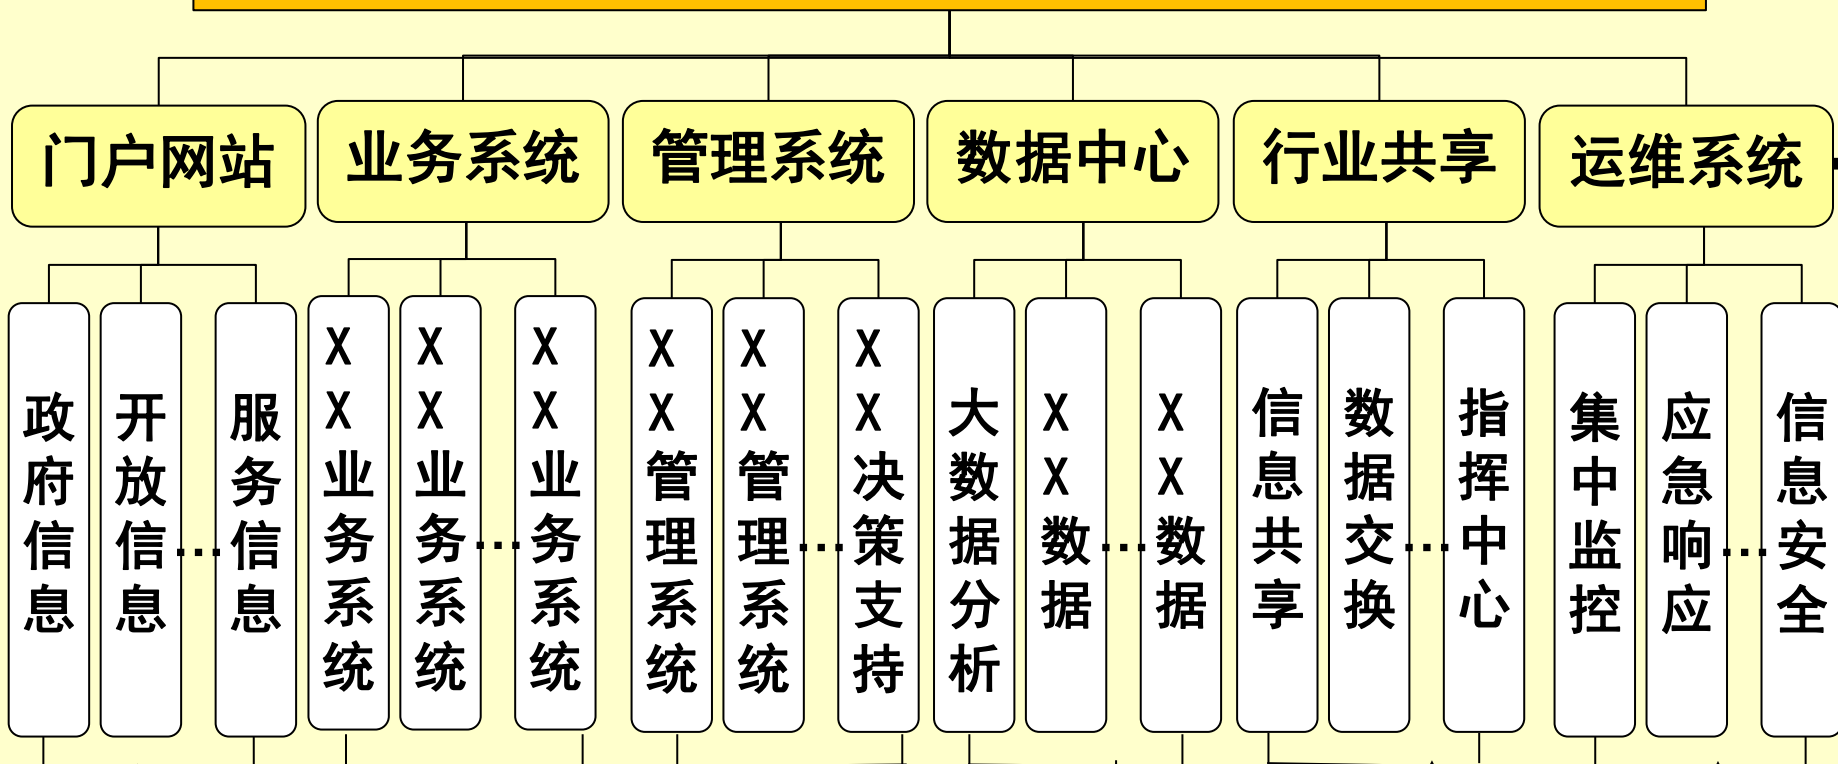 门户网站
业务系统
管理系统
数据中心
行业共享
运维系统
政府信息
开放信息
...
服务信息
XX业务系统
XX业务系统
...
XX业务系统
XX管理系统
XX管理系统
...
XX决策支持
大数据分析
XX数据
...
XX数据
信息共享
数据交换
...
指挥中心
集中监控
应急响应
...
信息安全